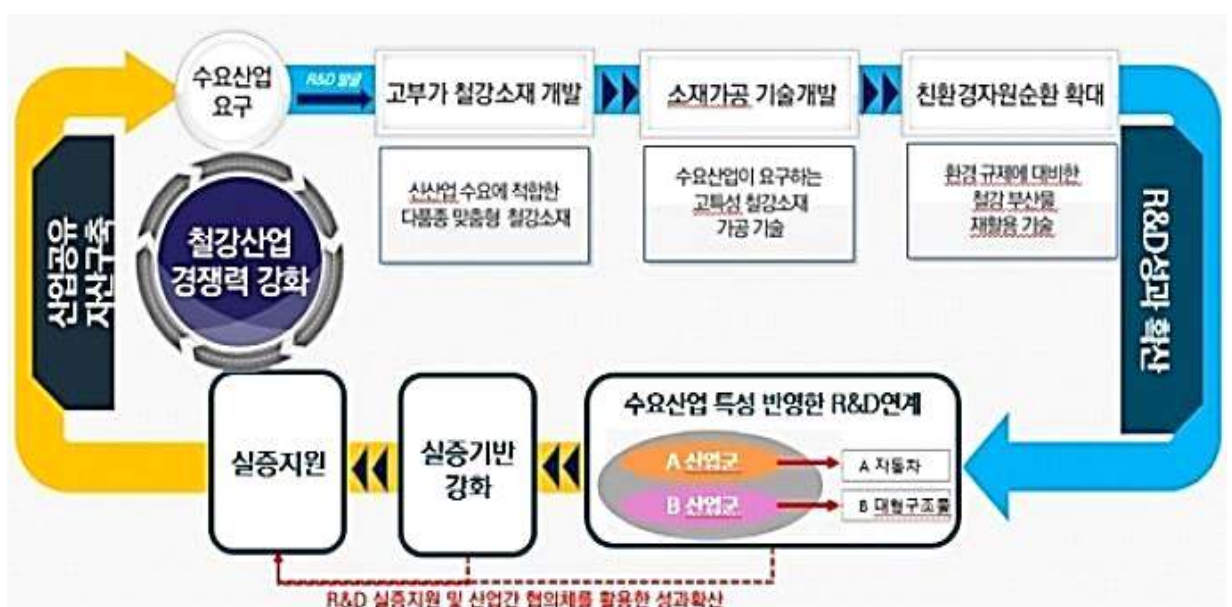 수요산업
요구
R&D 발굴
고부가 철강소재 개발
소재가공 기술개발
친환경자원순환 확대
신산업 수요에 적합한
다품종 맞춤형 철강소재
수요산업이 요구하는
고특성 철강소재
가공 기술
환경 규제에 대비한
철강 부산물
재활용 기술
산업공유
자산구축
철강산업
경쟁력 강화
R&D성과 확산
실증지원
실증기반
강화
수요산업 특성 반영한 R&D연계
A 산업군
A 자동차
B 산업군
B 대형구조물
R&D 실증지원 및 산업간 협의체를 활용한 성과확산